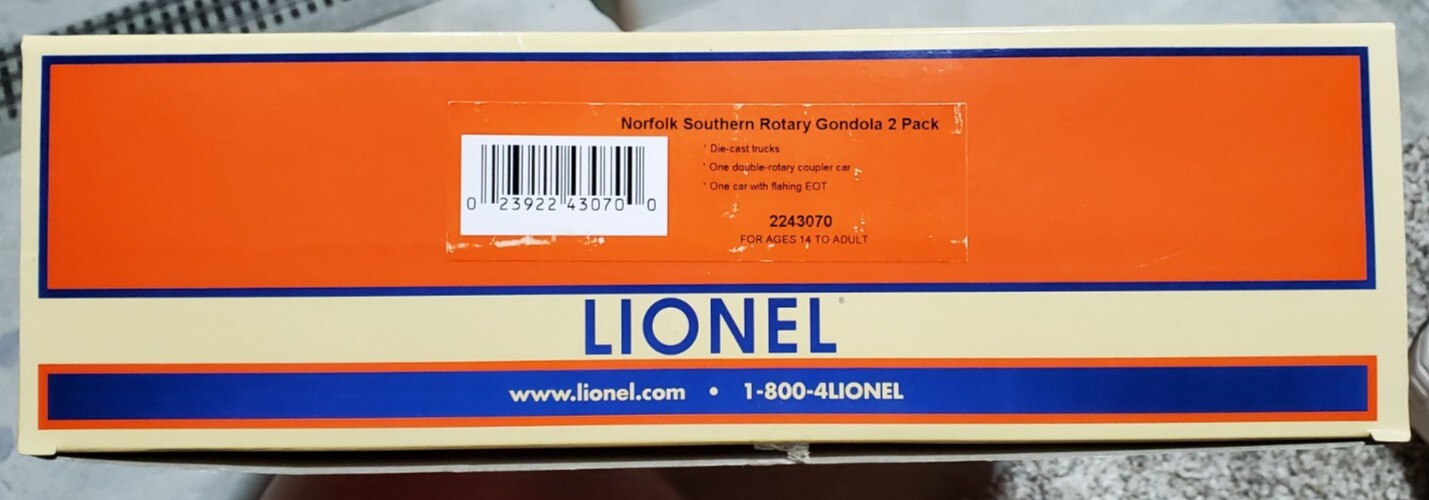 Norfolk Southern Rotary Gondola 2 Pack
* Die-cast trucks
* One double-rotary coupler car
* One car with flahing EOT
0 23922 43070 0
2243070
FOR AGES 14 TO ADULT
LIONEL®
www.lionel.com • 1-800-4LIONEL